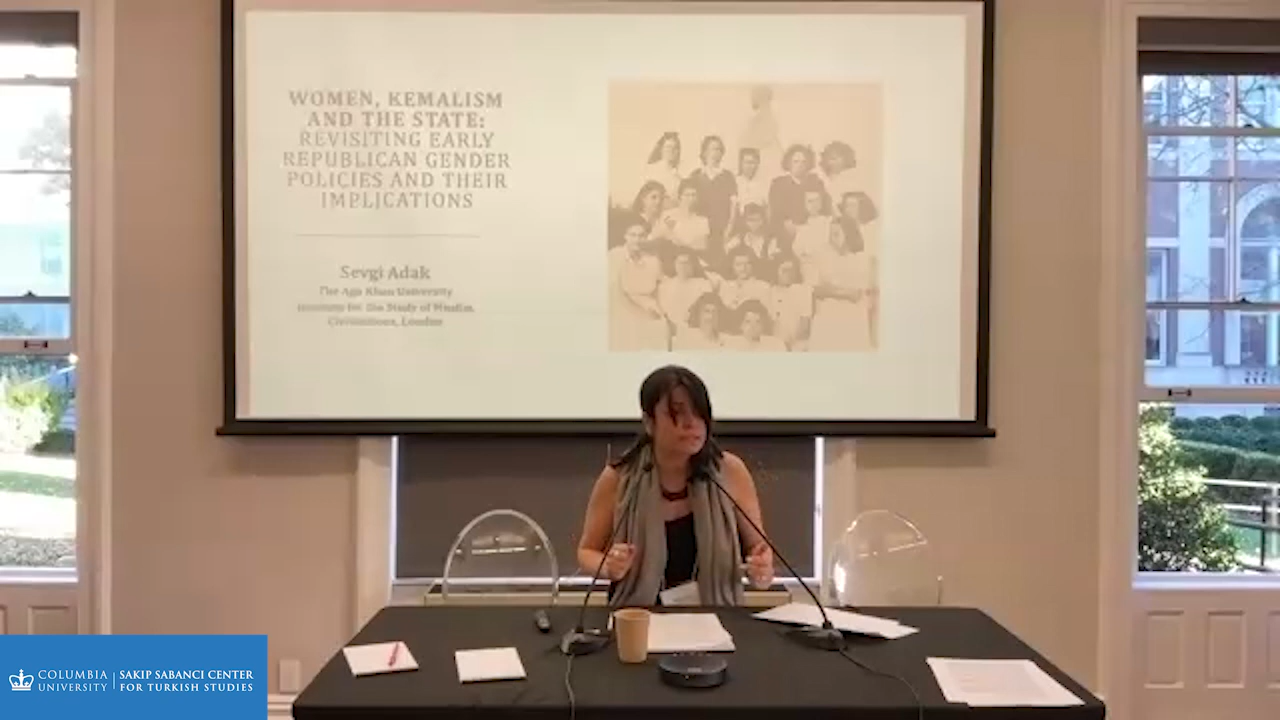 WOMEN, KEMALISM
AND THE STATE:
REVISITING EARLY
REPUBLICAN GENDER
POLICIES AND THEIR
IMPLICATIONS
Sevgi Adak
The Aga Khan University
Institute for the Study of Muslim
Civilisations, London
COLUMBIA
UNIVERSITY
SAKIP SABANCI CENTER
FOR TURKISH STUDIES